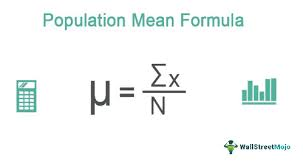 Population Mean Formula
μ = Σx / N
WallStreetMojo